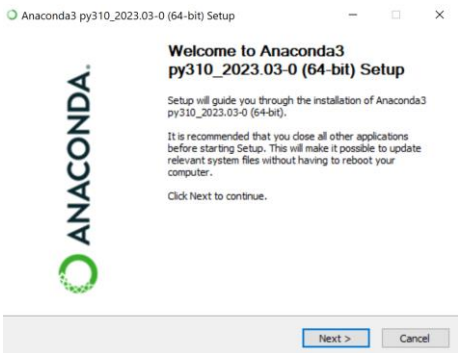 Anaconda3 py310_2023.03-0 (64-bit) Setup
ANACONDA.
Welcome to Anaconda3
py310_2023.03-0 (64-bit) Setup
Setup will guide you through the installation of Anaconda3
py310_2023.03-0 (64-bit).
It is recommended that you close all other applications
before starting Setup. This will make it possible to update
relevant system files without having to reboot your
computer.
Click Next to continue.
Next >
Cancel